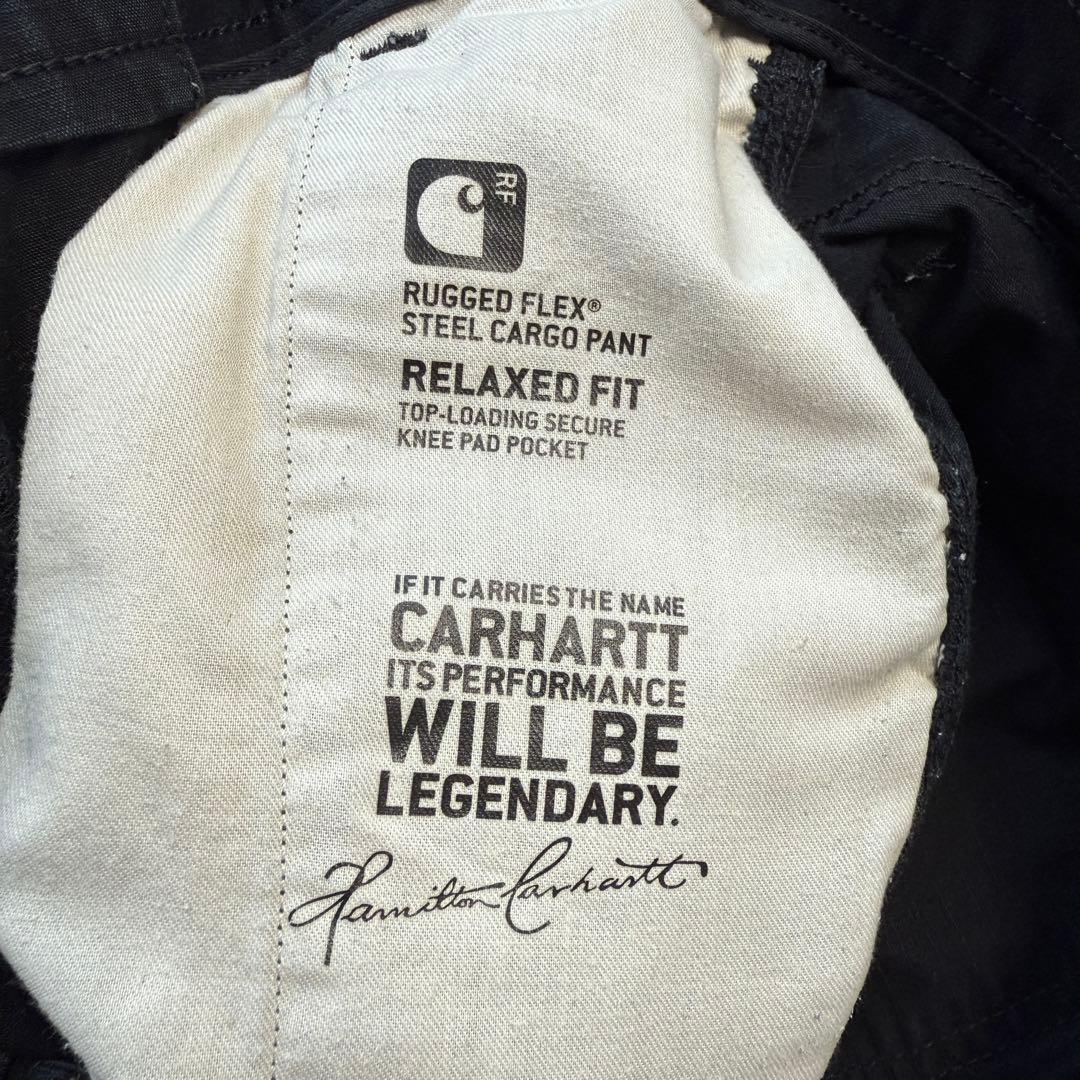 RF
RUGGED FLEX®
STEEL CARGO PANT
RELAXED FIT
TOP-LOADING SECURE
KNEE PAD POCKET
IF IT CARRIES THE NAME
CARHARTT
ITS PERFORMANCE
WILL BE
LEGENDARY.
Hamilton Carhartt